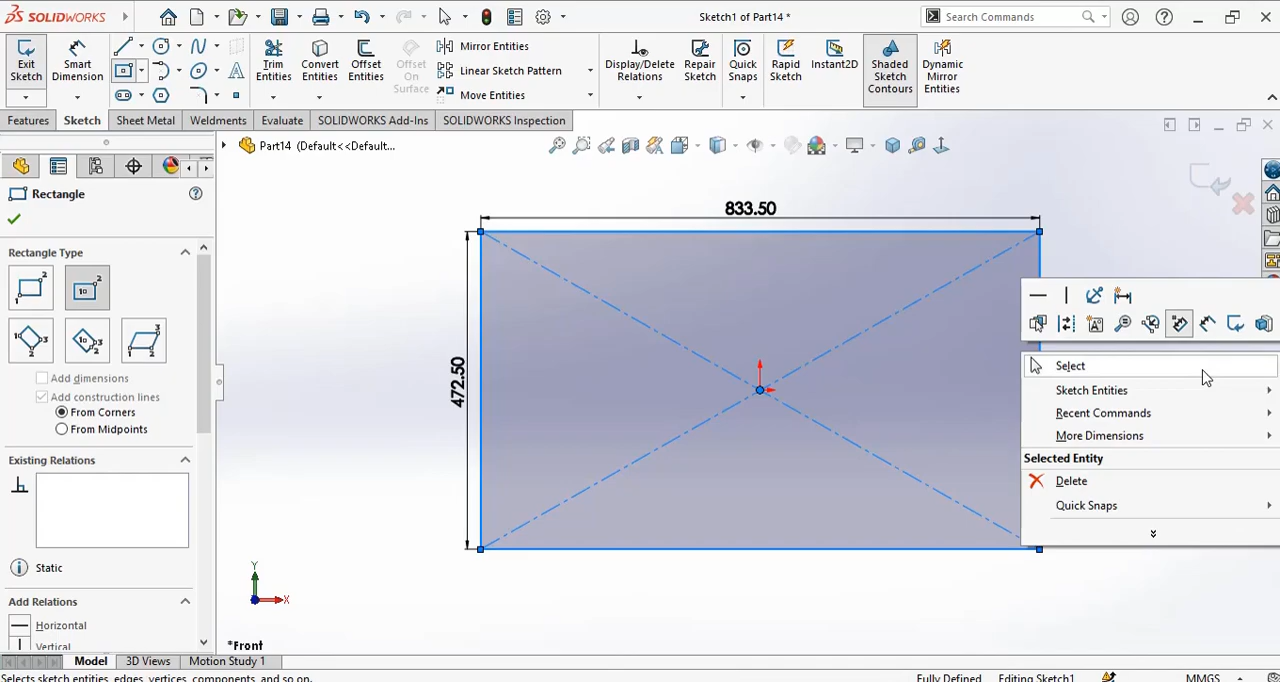 SOLIDWORKS
Sketch1 of Part14 *
Search Commands
Exit Sketch
Smart Dimension
Trim Entities
Convert Entities
Offset Entities
Offset On Surface
Mirror Entities
Linear Sketch Pattern
Move Entities
Display/Delete Relations
Repair Sketch
Quick Snaps
Rapid Sketch
Instant2D
Shaded Sketch Contours
Dynamic Mirror Entities
Features
Sketch
Sheet Metal
Weldments
Evaluate
SOLIDWORKS Add-Ins
SOLIDWORKS Inspection
Part14 (Default<<Default...
Rectangle
Rectangle Type
Add dimensions
Add construction lines
From Corners
From Midpoints
Existing Relations
Static
Add Relations
Horizontal
Vertical
833.50
472.50
Select
Sketch Entities
Recent Commands
More Dimensions
Selected Entity
Delete
Quick Snaps
Y
X
*Front
Model
3D Views
Motion Study 1
Selects sketch entities, edges, vertices, components, and so on.
Fully Defined
Editing Sketch1
MMGS